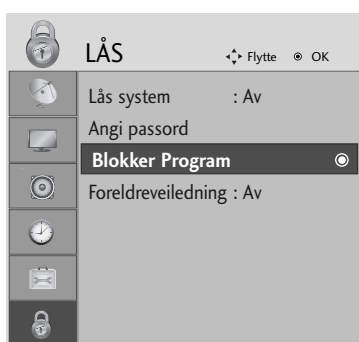 LÅS
Flytte OK
Lås system : Av
Angi passord
Blokker Program
Foreldreveiledning : Av